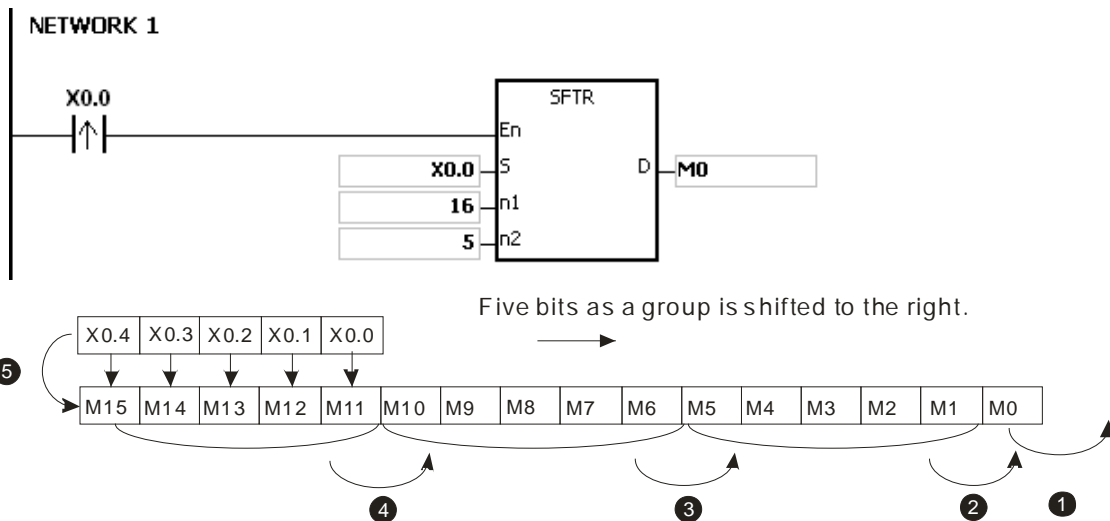 NETWORK 1
X0.0
SFTR
En
X0.0 S D M0
16 n1
5 n2
Five bits as a group is shifted to the right.
X0.4 X0.3 X0.2 X0.1 X0.0
5
M15 M14 M13 M12 M11 M10 M9 M8 M7 M6 M5 M4 M3 M2 M1 M0
4 3 2 1